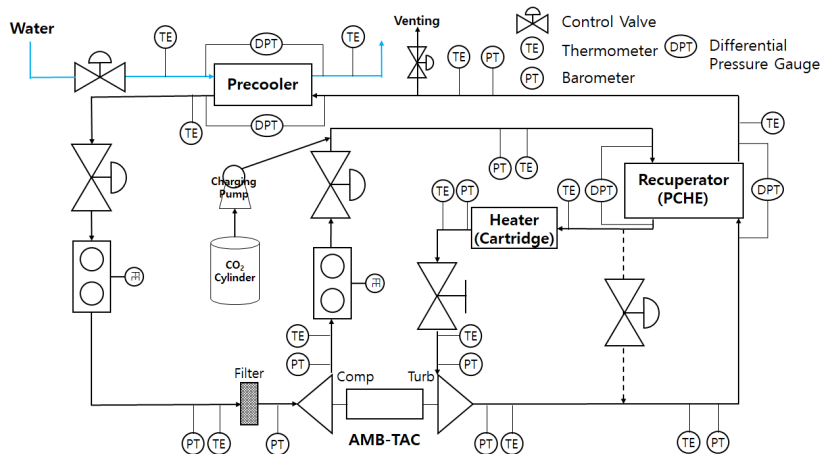 Venting
Control Valve
Water
TE
DPT
TE
TE
PT
TE
Thermometer
DPT
Differential
Pressure Gauge
PT
Barometer
Precooler
TE
DPT
TE
Charging
Pump
PT
TE
DPT
Recuperator
(PCHE)
DPT
TE
PT
TE
Heater
(Cartridge)
CO2
Cylinder
FE
FE
TE
PT
TE
PT
Filter
Comp
Turb
AMB-TAC
PT
TE
PT
PT
TE
TE
PT